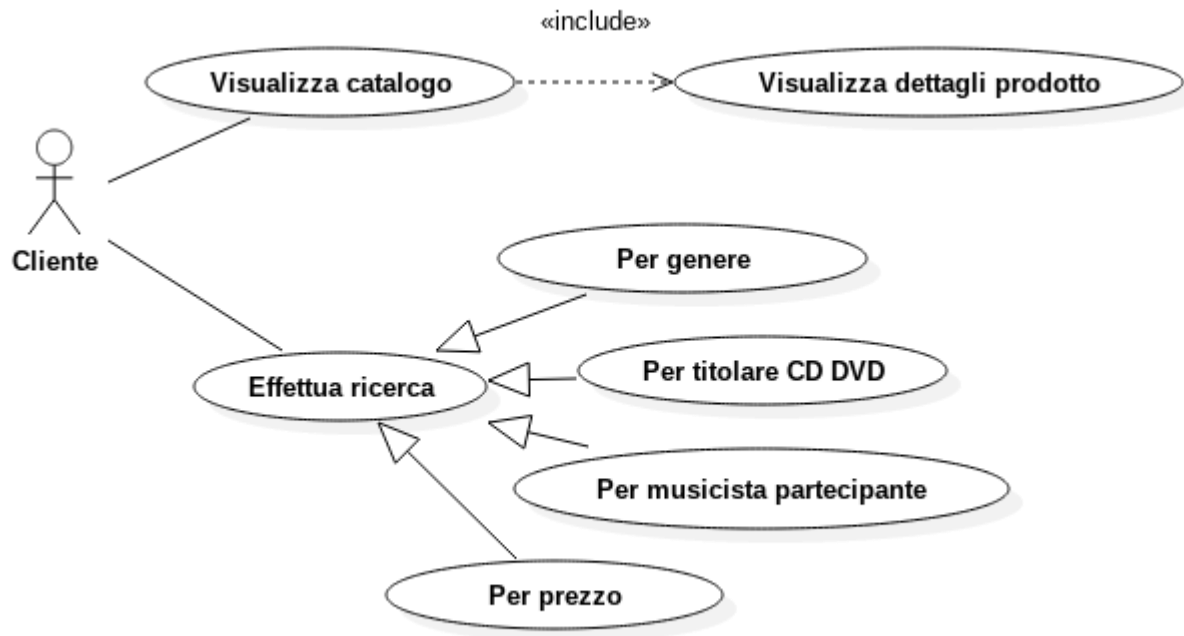 «include»
Visualizza catalogo
Visualizza dettagli prodotto
Cliente
Per genere
Per titolare CD DVD
Effettua ricerca
Per musicista partecipante
Per prezzo